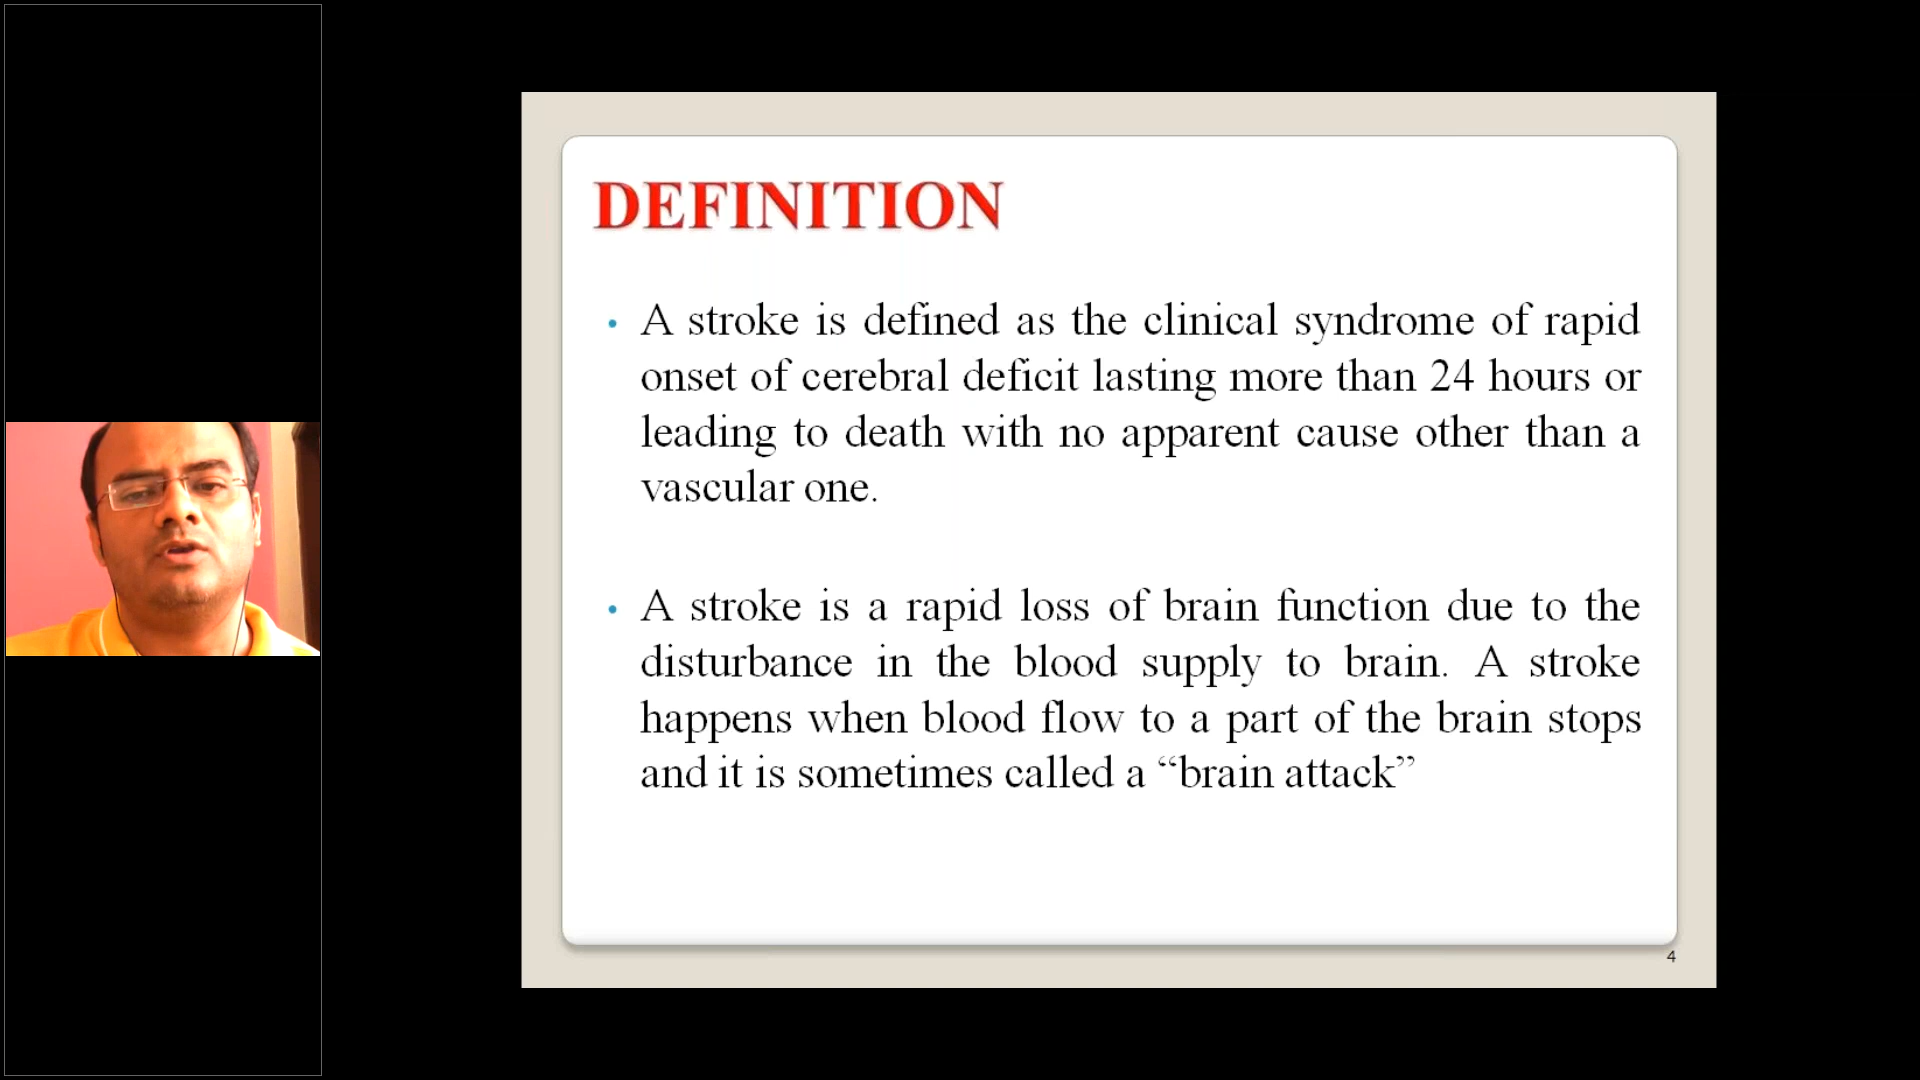 DEFINITION
• A stroke is defined as the clinical syndrome of rapid
onset of cerebral deficit lasting more than 24 hours or
leading to death with no apparent cause other than a
vascular one.
• A stroke is a rapid loss of brain function due to the
disturbance in the blood supply to brain. A stroke
happens when blood flow to a part of the brain stops
and it is sometimes called a “brain attack”
4